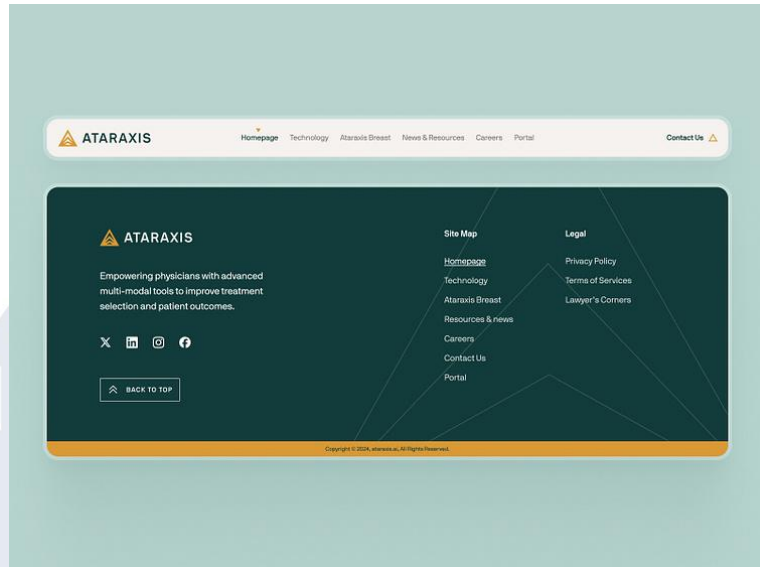 ATARAXIS
Homepage
Technology
Ataraxis Breast
News & Resources
Careers
Portal
Contact Us
ATARAXIS
Empowering physicians with advanced
multi-modal tools to improve treatment
selection and patient outcomes.
BACK TO TOP
Site Map
Homepage
Technology
Ataraxis Breast
Resources & news
Careers
Contact Us
Portal
Legal
Privacy Policy
Terms of Services
Lawyer's Corners
Copyright © 2024, ataraxis.ai, All Rights Reserved.